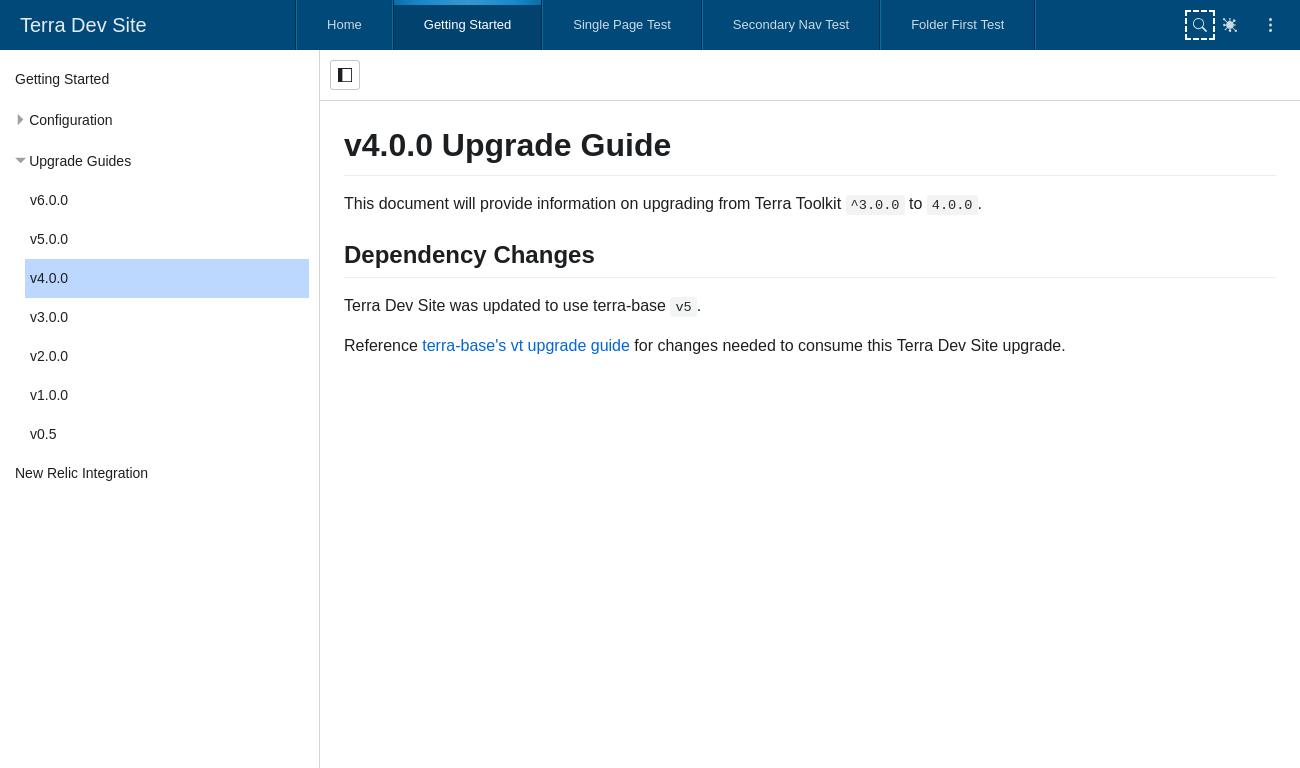 Terra Dev Site
Home
Getting Started
Single Page Test
Secondary Nav Test
Folder First Test
Getting Started
Configuration
Upgrade Guides
v6.0.0
v5.0.0
v4.0.0
v3.0.0
v2.0.0
v1.0.0
v0.5
New Relic Integration
v4.0.0 Upgrade Guide
This document will provide information on upgrading from Terra Toolkit ^3.0.0 to 4.0.0.
Dependency Changes
Terra Dev Site was updated to use terra-base v5.
Reference terra-base's vt upgrade guide for changes needed to consume this Terra Dev Site upgrade.